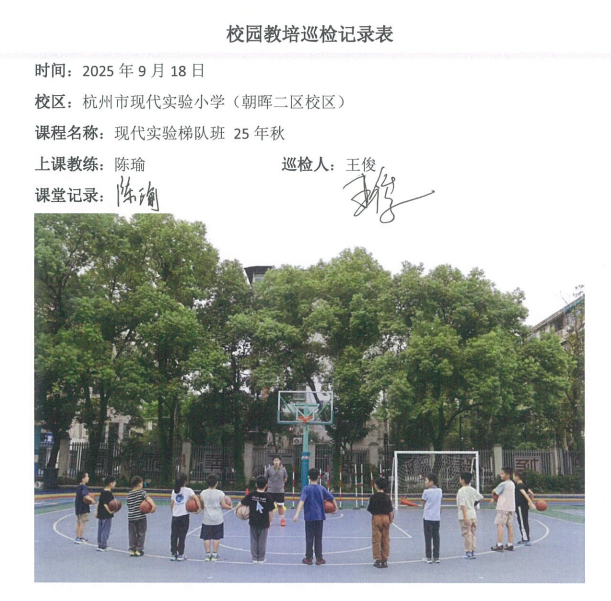 校园教培巡检记录表
时间：2025 年 9 月 18 日
校区：杭州市现代实验小学（朝晖二区校区）
课程名称：现代实验梯队班 25 年秋
上课教练：陈瑜 巡检人：王俊
课堂记录：陈瑜 王俊